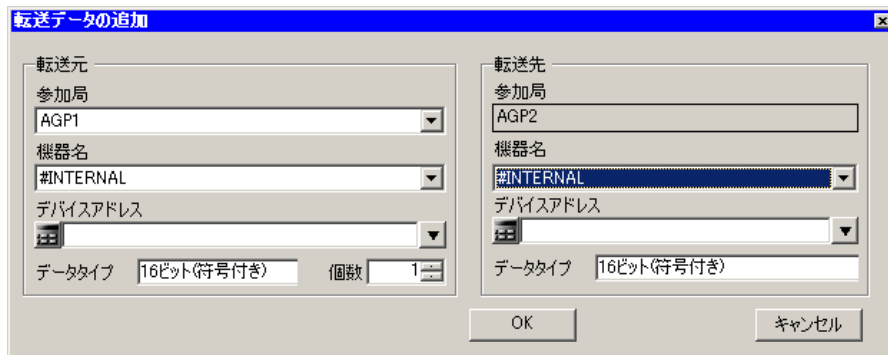 転送データの追加
転送元
参加局
AGP1
機器名
#INTERNAL
デバイスアドレス
データタイプ 16ビット(符号付き) 個数 1
転送先
参加局
AGP2
機器名
#INTERNAL
デバイスアドレス
データタイプ 16ビット(符号付き)
OK キャンセル